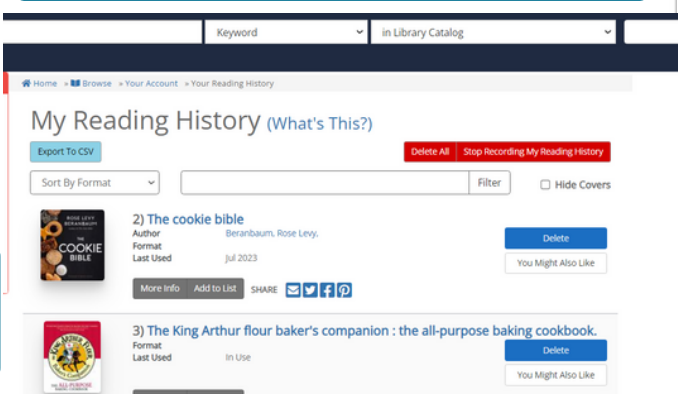 Keyword in Library Catalog
Home » Browse » Your Account » Your Reading History
My Reading History (What's This?)
Export To CSV Delete All Stop Recording My Reading History
Sort By Format Filter Hide Covers
ROSE LEVY
BERANBAUM
THE
COOKIE
BIBLE
2) The cookie bible
Author Beranbaum, Rose Levy,
Format
Last Used Jul 2023
Delete
You Might Also Like
More Info Add to List SHARE
3) The King Arthur flour baker's companion : the all-purpose baking cookbook.
Format
Last Used In Use
Delete
You Might Also Like